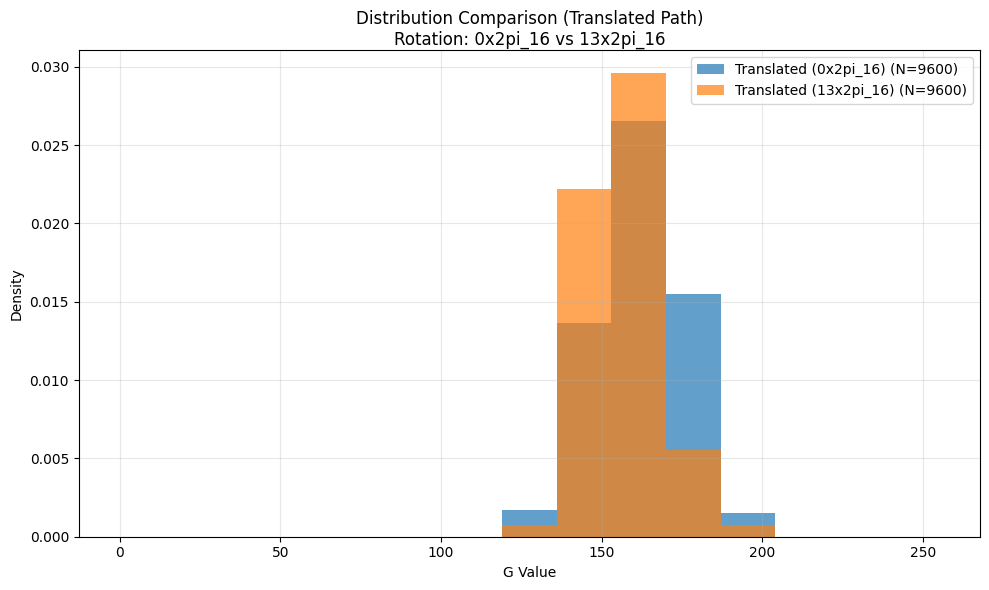 Distribution Comparison (Translated Path)
Rotation: 0x2pi_16 vs 13x2pi_16
Translated (0x2pi_16) (N=9600)
Translated (13x2pi_16) (N=9600)
Density
0.030
0.025
0.020
0.015
0.010
0.005
0.000
0 50 100 150 200 250
G Value